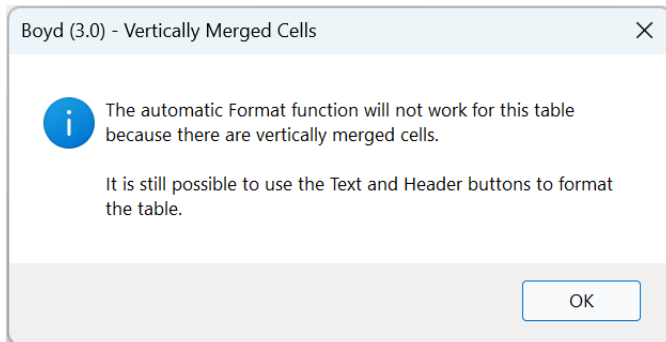 Boyd (3.0) - Vertically Merged Cells
The automatic Format function will not work for this table
because there are vertically merged cells.
It is still possible to use the Text and Header buttons to format
the table.
OK